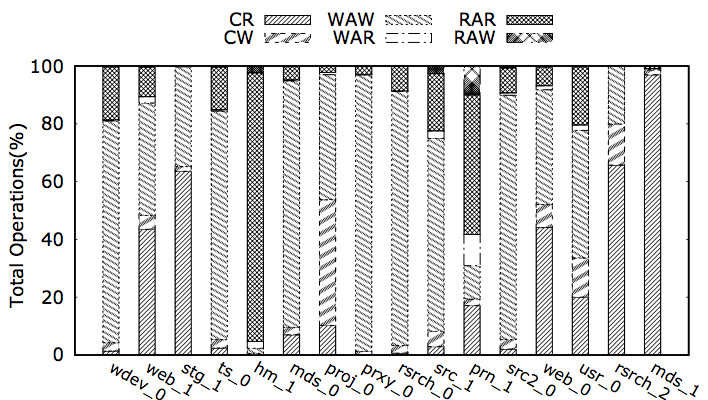 CR WAW RAR
CW WAR RAW
Total Operations(%)
100
80
60
40
20
0
wdev_0 web_1 stg_1 ts_0 hm_1 mds_0 proj_0 prxy_0 rsrch_0 src_1 prn_1 src2_0 web_0 usr_0 rsrch_2 mds_1